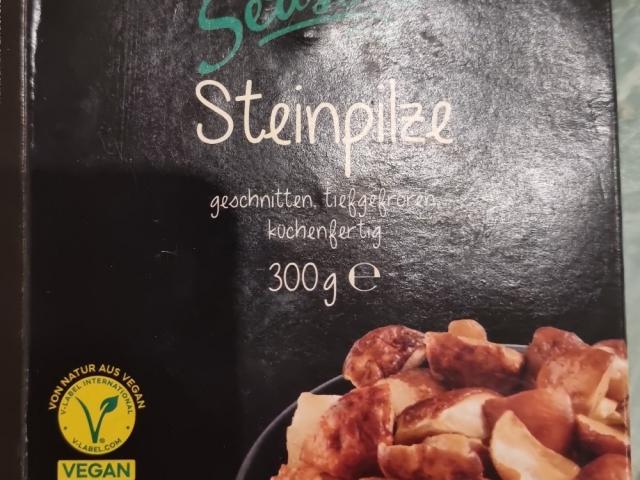 Steinpilze
geschnitten, tiefgefroren,
küchenfertig
300g ℮
VON NATUR AUS VEGAN
V-LABEL INTERNATIONAL
V-LABEL.COM
VEGAN